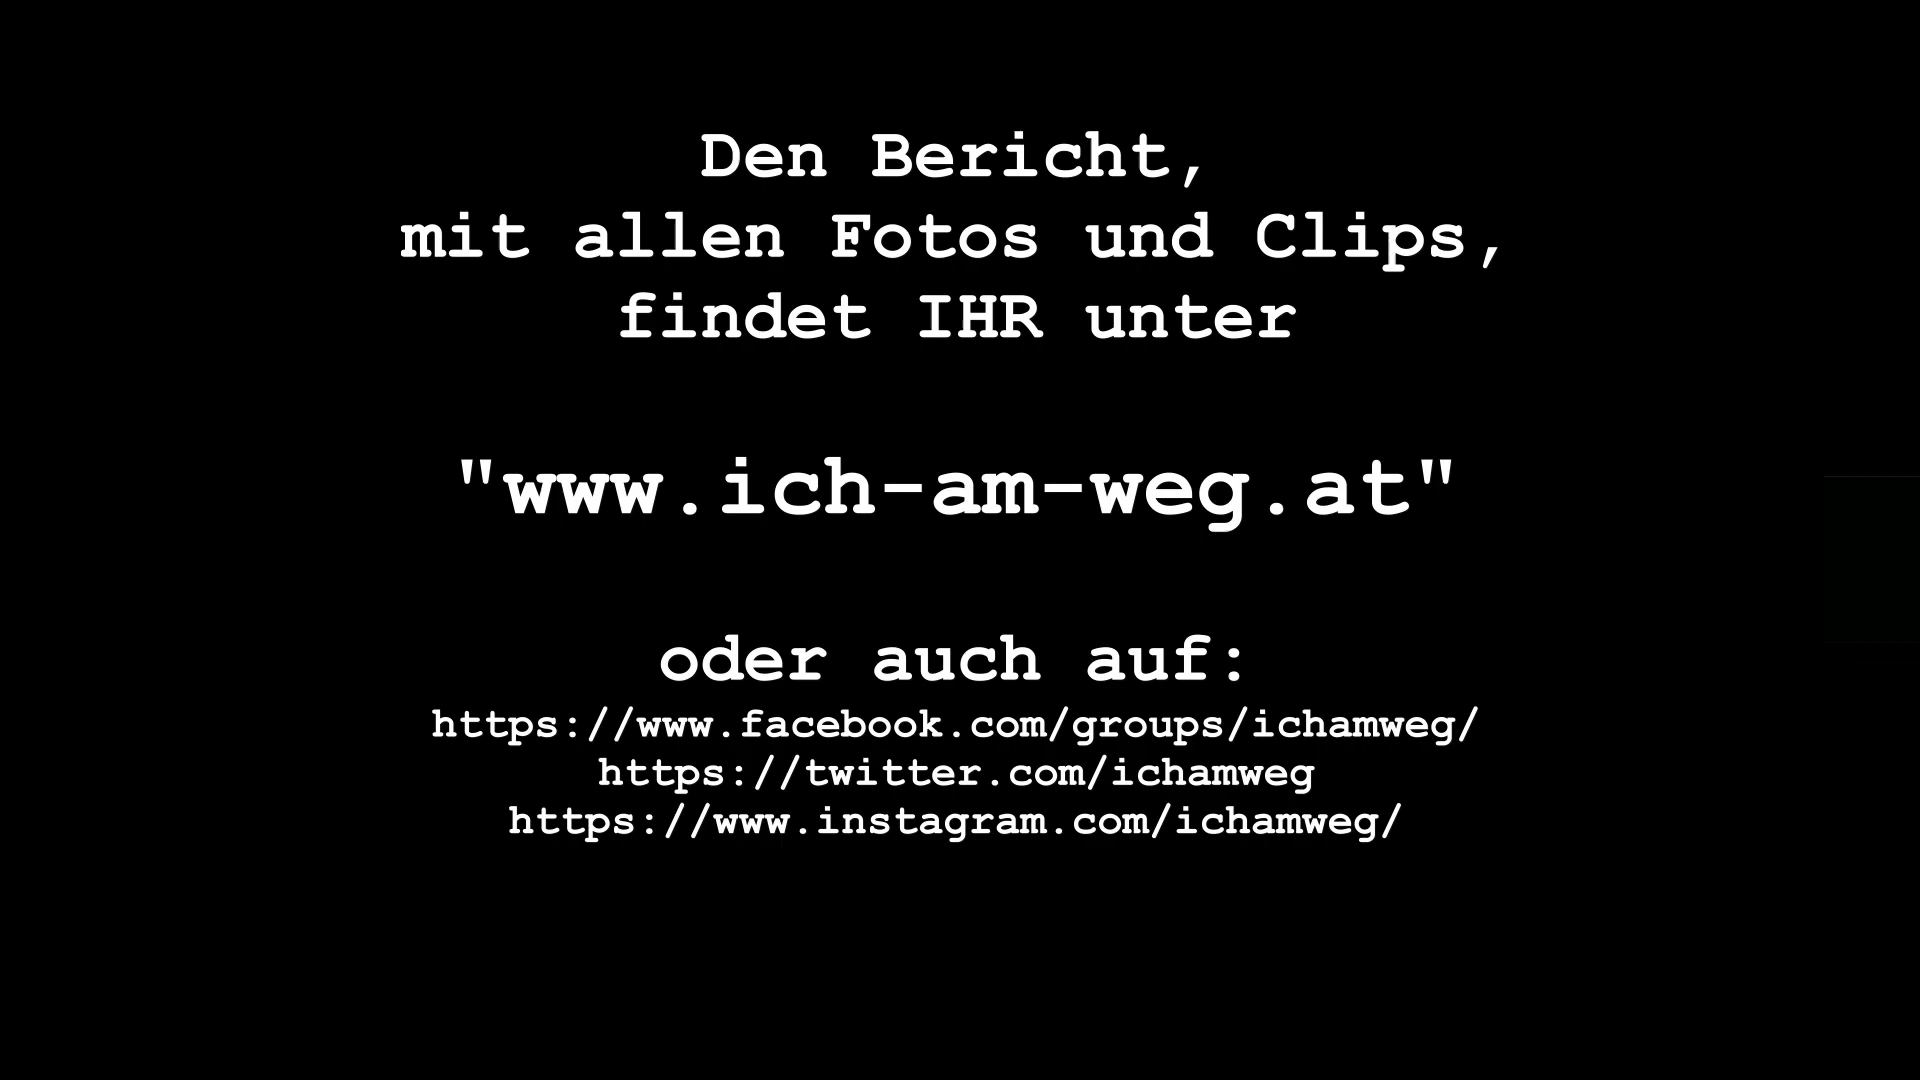 Den Bericht,
mit allen Fotos und Clips,
findet IHR unter
"www.ich-am-weg.at"
oder auch auf:
https://www.facebook.com/groups/ichamweg/
https://twitter.com/ichamweg
https://www.instagram.com/ichamweg/